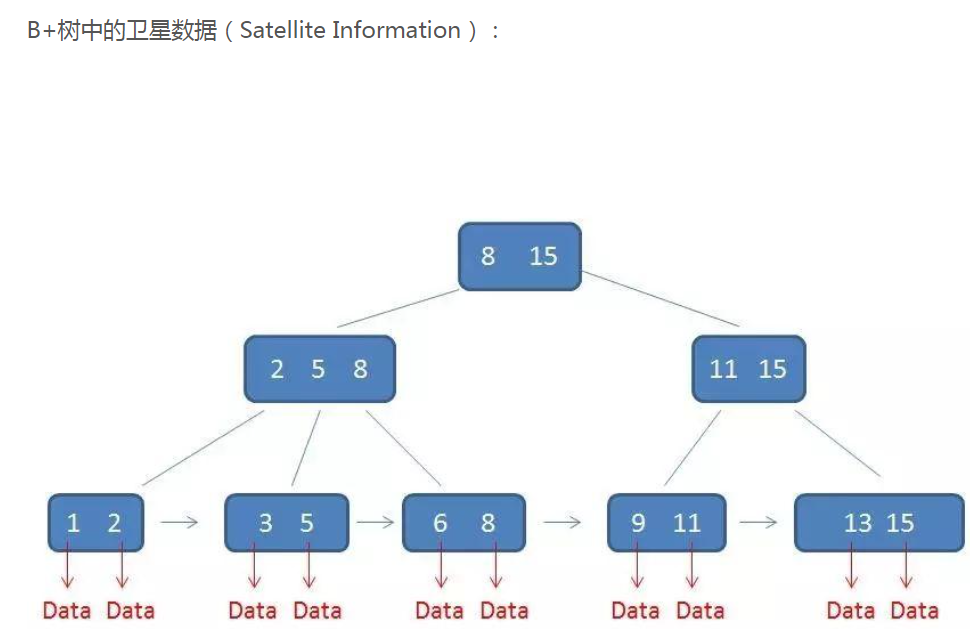 B+树中的卫星数据（Satellite Information）：
8 15
2 5 8
11 15
1 2
3 5
6 8
9 11
13 15
Data Data Data Data Data Data Data Data Data Data